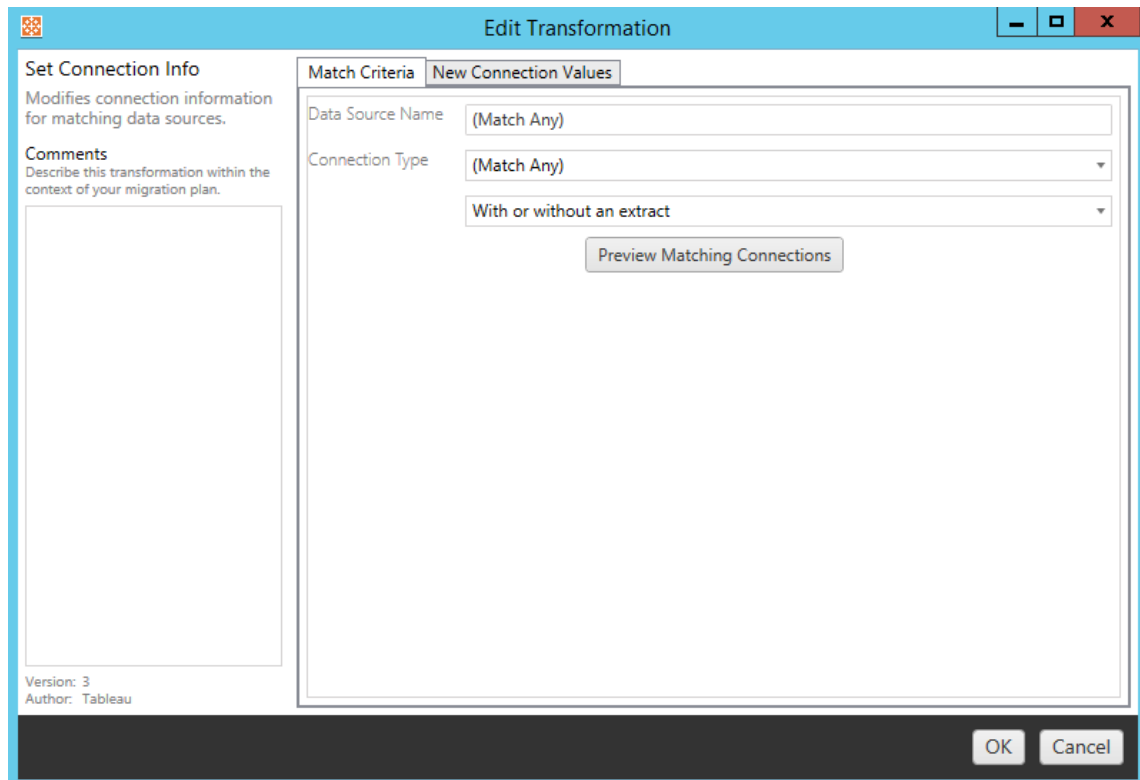 Edit Transformation
Set Connection Info
Modifies connection information
for matching data sources.
Comments
Describe this transformation within the
context of your migration plan.
Version: 3
Author: Tableau
Match Criteria
New Connection Values
Data Source Name
(Match Any)
Connection Type
(Match Any)
With or without an extract
Preview Matching Connections
OK
Cancel